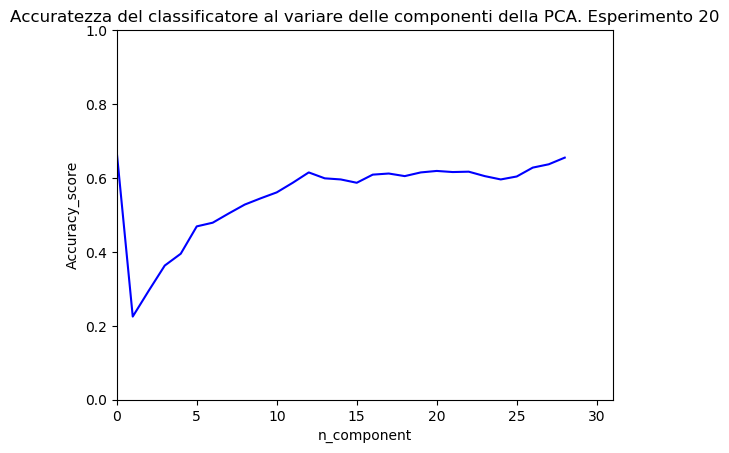 Accuratezza del classificatore al variare delle componenti della PCA. Esperimento 20
1.0
0.8
0.6
0.4
0.2
0.0
Accuracy_score
0 5 10 15 20 25 30
n_component